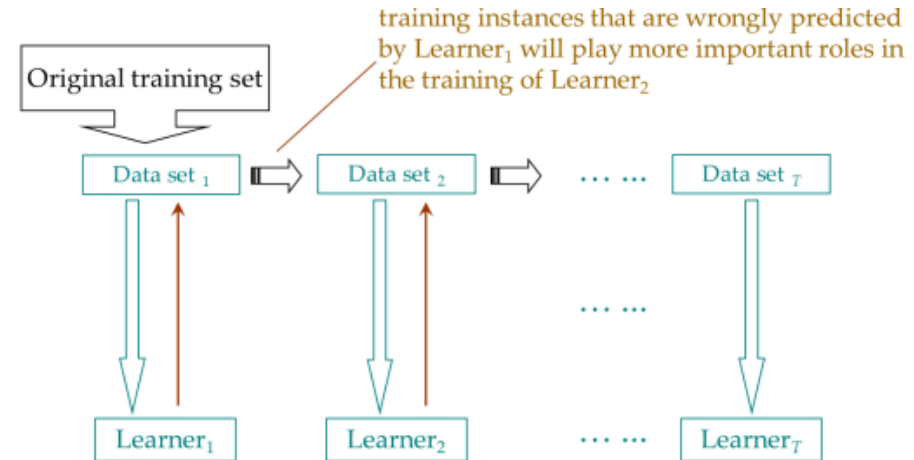 training instances that are wrongly predicted
by Learner₁ will play more important roles in
the training of Learner₂
Original training set
Data set ₁
Data set ₂
... ...
Data set T
... ...
Learner₁
Learner₂
... ...
LearnerT